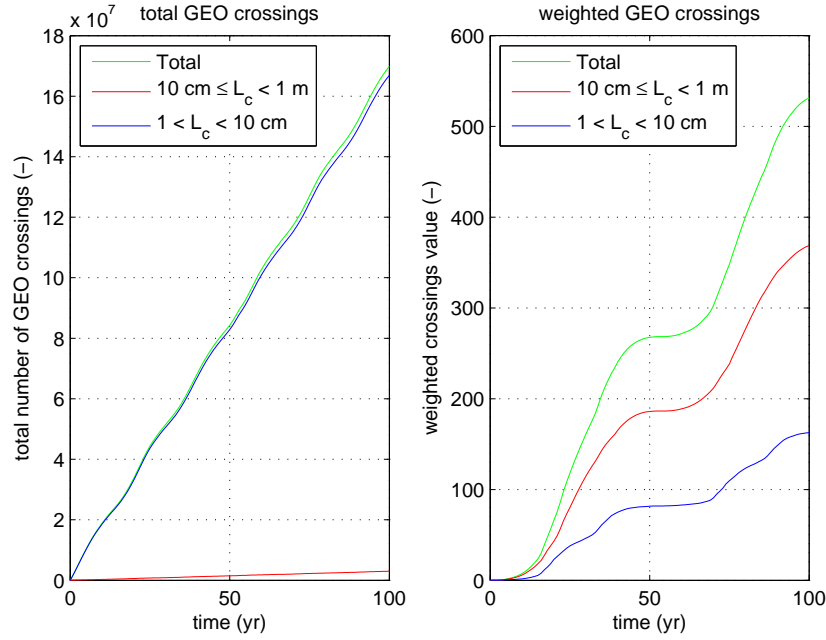 total GEO crossings
x 10^7
18
16
14
12
10
8
6
4
2
0
0
50
100
time (yr)
total number of GEO crossings (−)
Total
10 cm ≤ L_c < 1 m
1 < L_c < 10 cm
weighted GEO crossings
600
500
400
300
200
100
0
0
50
100
time (yr)
weighted crossings value (−)
Total
10 cm ≤ L_c < 1 m
1 < L_c < 10 cm